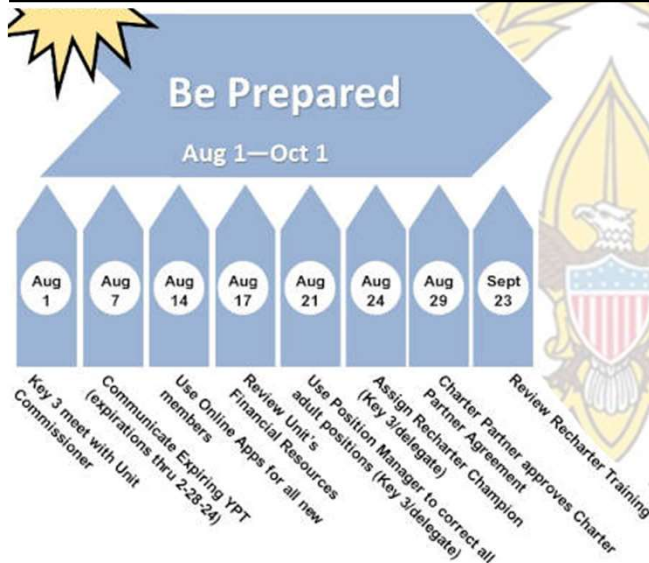 Be Prepared
Aug 1—Oct 1
Aug
1
Aug
7
Aug
14
Aug
17
Aug
21
Aug
24
Aug
29
Sept
23
Key 3 meet with Unit
Commissioner
Communicate Expiring YPT
(expirations thru 2-28-24)
Use Online Apps for all new
members
Review Unit's
Financial Resources
Use Position Manager to correct all
adult positions (Key 3/delegate)
Assign Recharter Champion
(Key 3/delegate)
Charter Partner approves Charter
Partner Agreement
Review Recharter Training